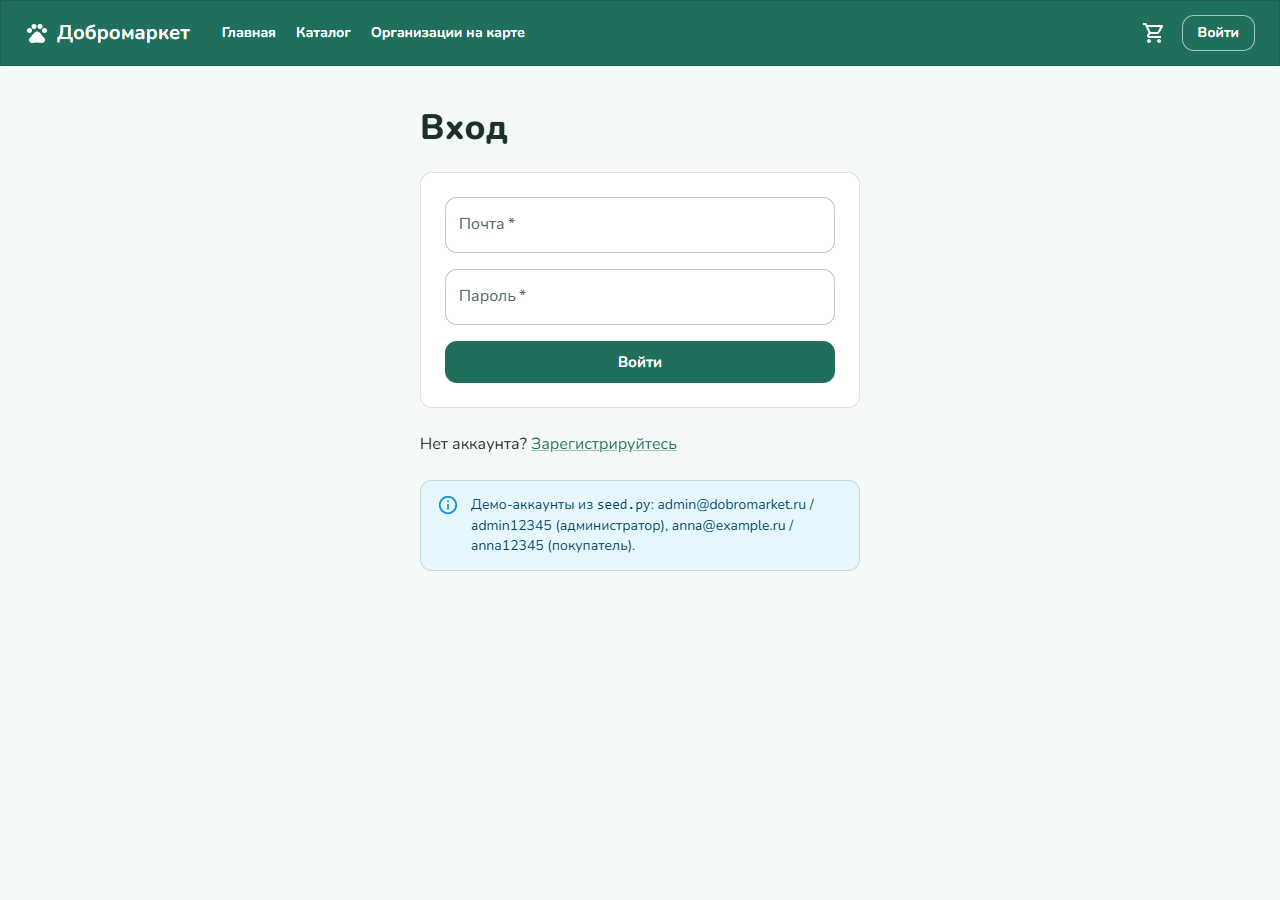 Добромаркет
Главная
Каталог
Организации на карте
Войти
Вход
Почта *
Пароль *
Войти
Нет аккаунта? Зарегистрируйтесь
Демо-аккаунты из seed.py: admin@dobromarket.ru /
admin12345 (администратор), anna@example.ru /
anna12345 (покупатель).